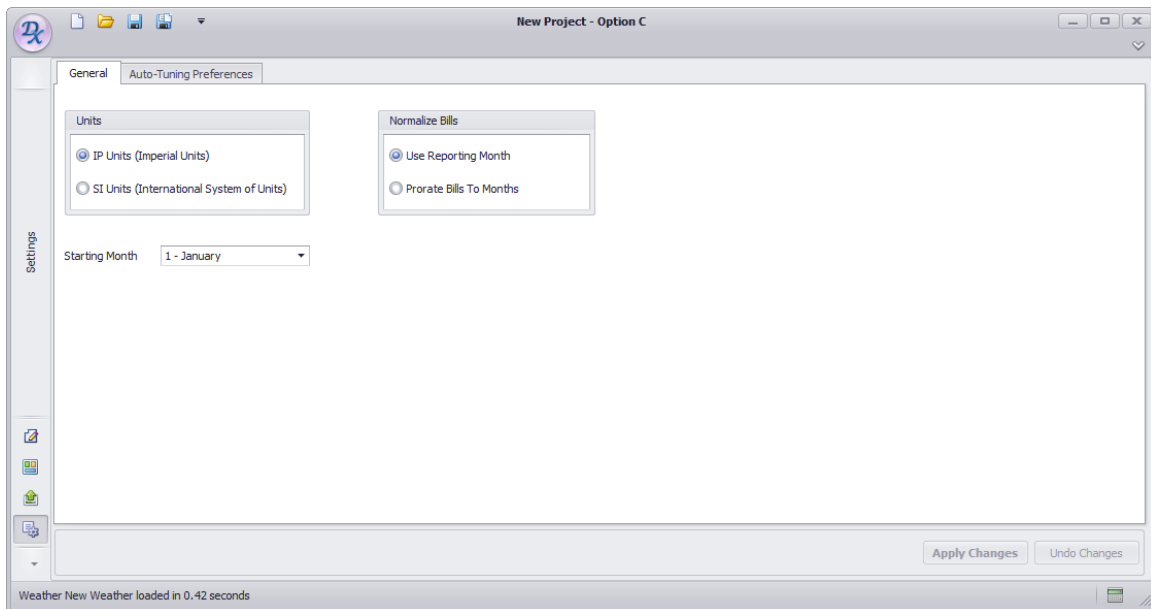 DX
New Project - Option C
General
Auto-Tuning Preferences
Units
IP Units (Imperial Units)
SI Units (International System of Units)
Normalize Bills
Use Reporting Month
Prorate Bills To Months
Starting Month
1 - January
Settings
Apply Changes
Undo Changes
Weather New Weather loaded in 0.42 seconds